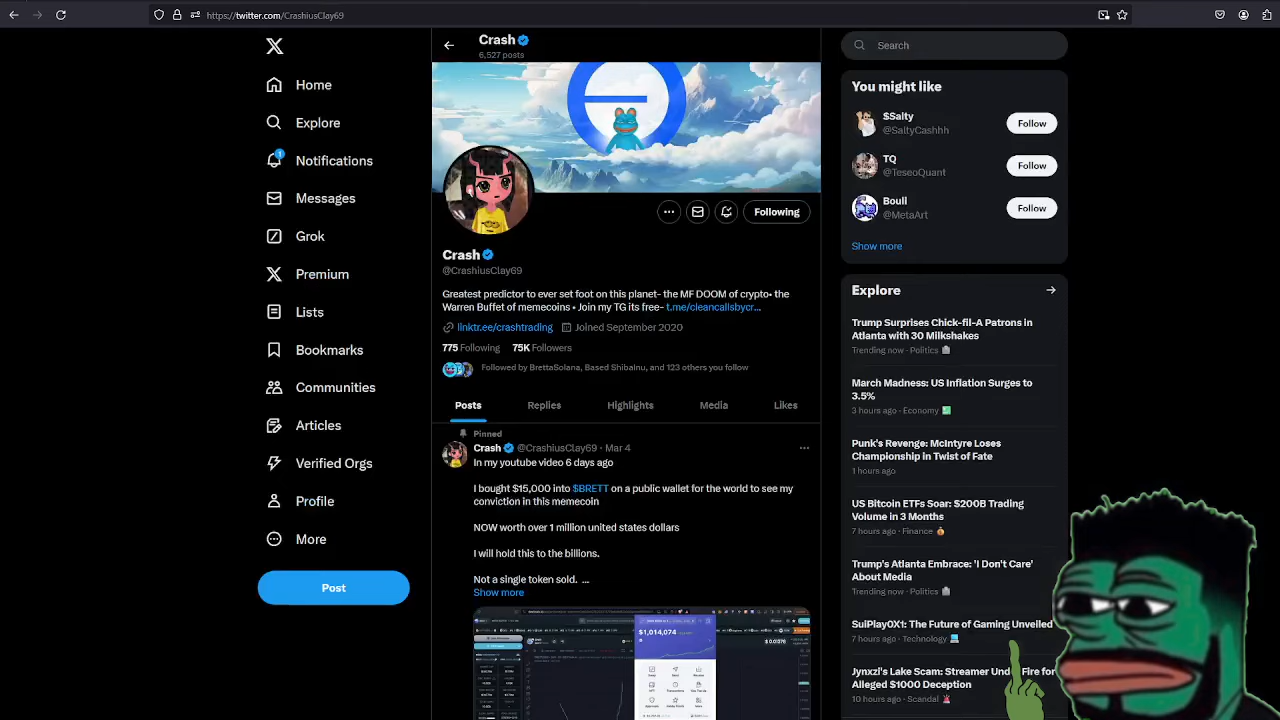 https://twitter.com/CrashiusClay69
Home
Explore
Notifications
1
Messages
Grok
Premium
Lists
Bookmarks
Communities
Articles
Verified Orgs
Profile
More
Post
Crash
6,527 posts
Following
Crash
@CrashiusClay69
Greatest predictor to ever set foot on this planet- the MF DOOM of crypto• the
Warren Buffet of memecoins • Join my TG its free- t.me/cleancallsbycr...
linktr.ee/crashtrading Joined September 2020
775 Following 75K Followers
Followed by BrettaSolana, Based Shibalnu, and 123 others you follow
Posts Replies Highlights Media Likes
Pinned
Crash @CrashiusClay69 · Mar 4
In my youtube video 6 days ago
I bought $15,000 into $BRETT on a public wallet for the world to see my
conviction in this memecoin
NOW worth over 1 million united states dollars
I will hold this to the billions.
Not a single token sold. ...
Show more
$1,014,074
Search
You might like
$Salty
@SaltyCashhh
Follow
TQ
@TeseoQuant
Follow
Bouli
@MetaArt
Follow
Show more
Explore
Trump Surprises Chick-fil-A Patrons in
Atlanta with 30 Milkshakes
Trending now · Politics
March Madness: US Inflation Surges to
3.5%
3 hours ago · Economy
Punk's Revenge: McIntyre Loses
Championship in Twist of Fate
1 hours ago
US Bitcoin ETFs Soar: $200B Trading
Volume in 3 Months
7 hours ago · Finance
Trump's Atlanta Embrace: 'I Don't Care'
About Media
Trending now · Politics
SulPlay0X1: The Future of Gaming Unveiled
7 hours ago
Streamer Under Fire for
Alleged $300 Deception
10 hours ago · Scandal